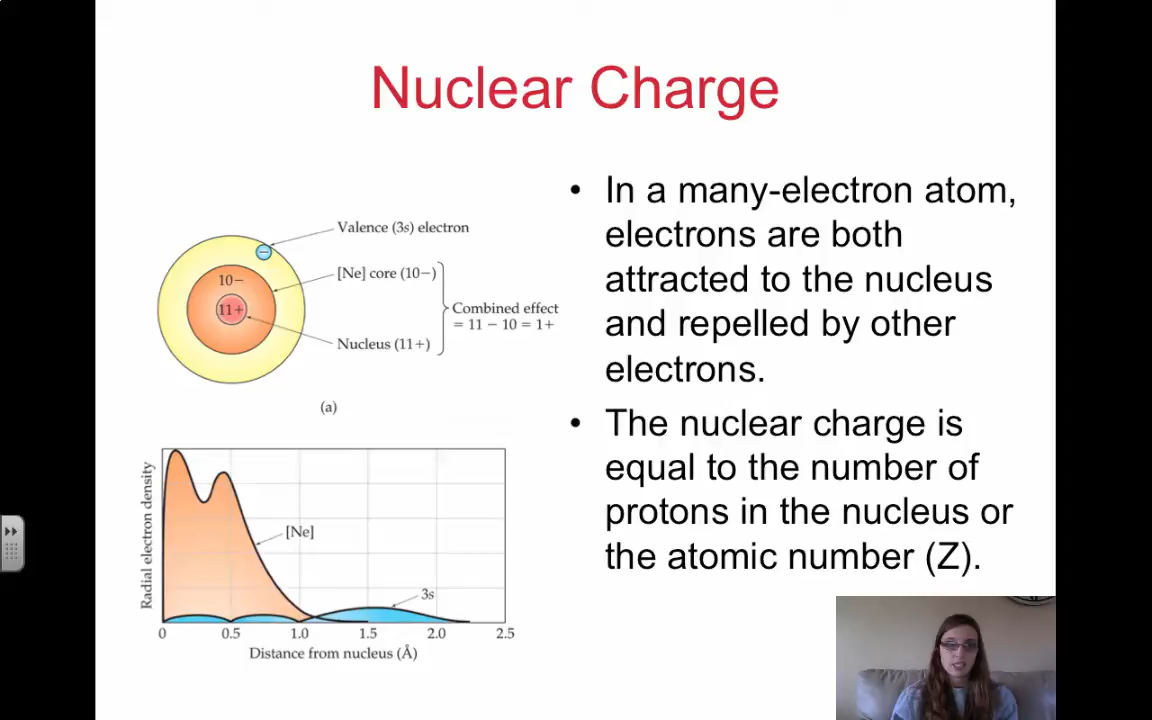 Nuclear Charge
Valence (3s) electron
[Ne] core (10−)
Combined effect
= 11 − 10 = 1+
Nucleus (11+)
−
10−
11+
(a)
Radial electron density
[Ne]
3s
0 0.5 1.0 1.5 2.0 2.5
Distance from nucleus (Å)
• In a many-electron atom,
electrons are both
attracted to the nucleus
and repelled by other
electrons.
• The nuclear charge is
equal to the number of
protons in the nucleus or
the atomic number (Z).